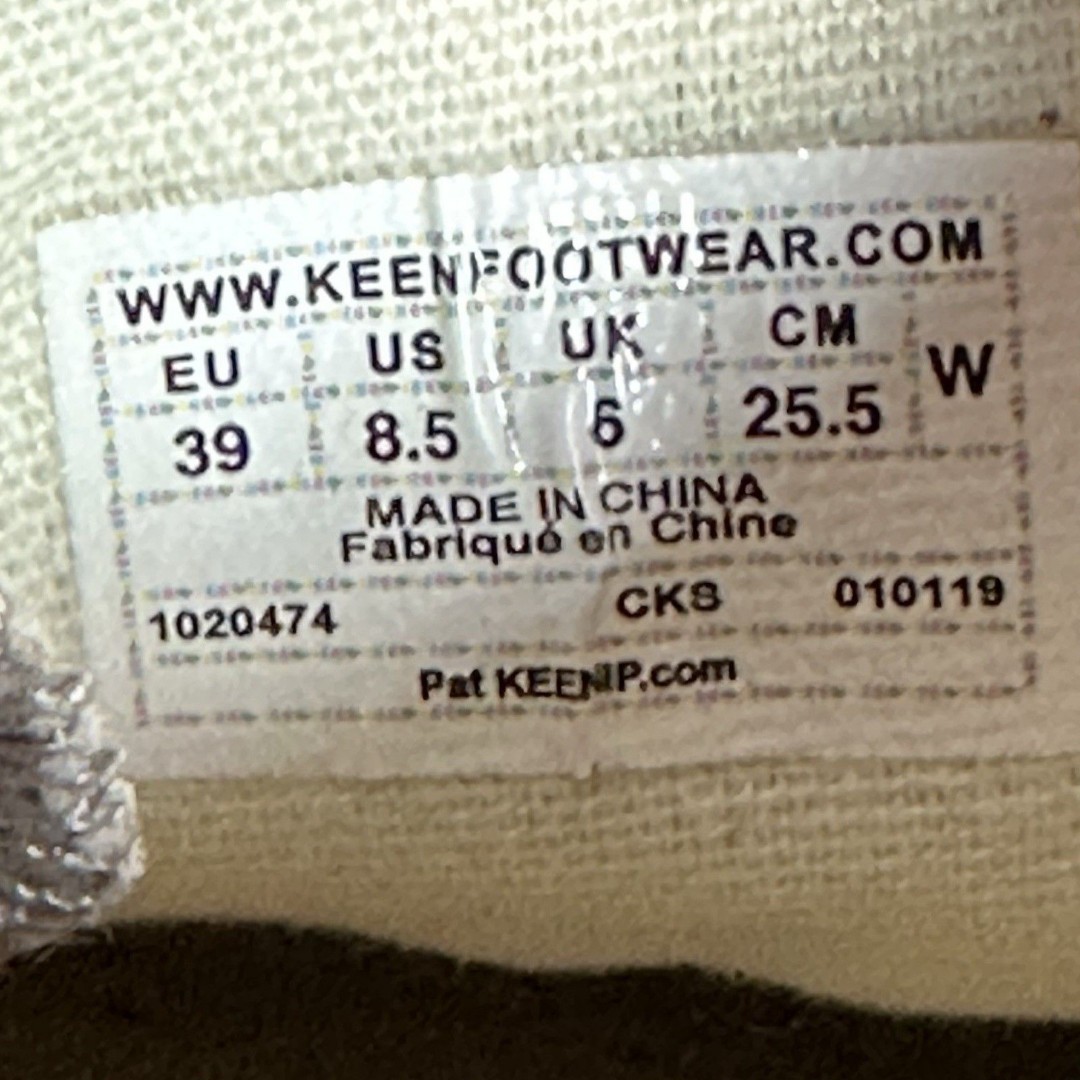 WWW.KEENFOOTWEAR.COM
EU US UK CM W
39 8.5 6 25.5
MADE IN CHINA
Fabriqué en Chine
1020474 CKS 010119
Pat KEENIP.com